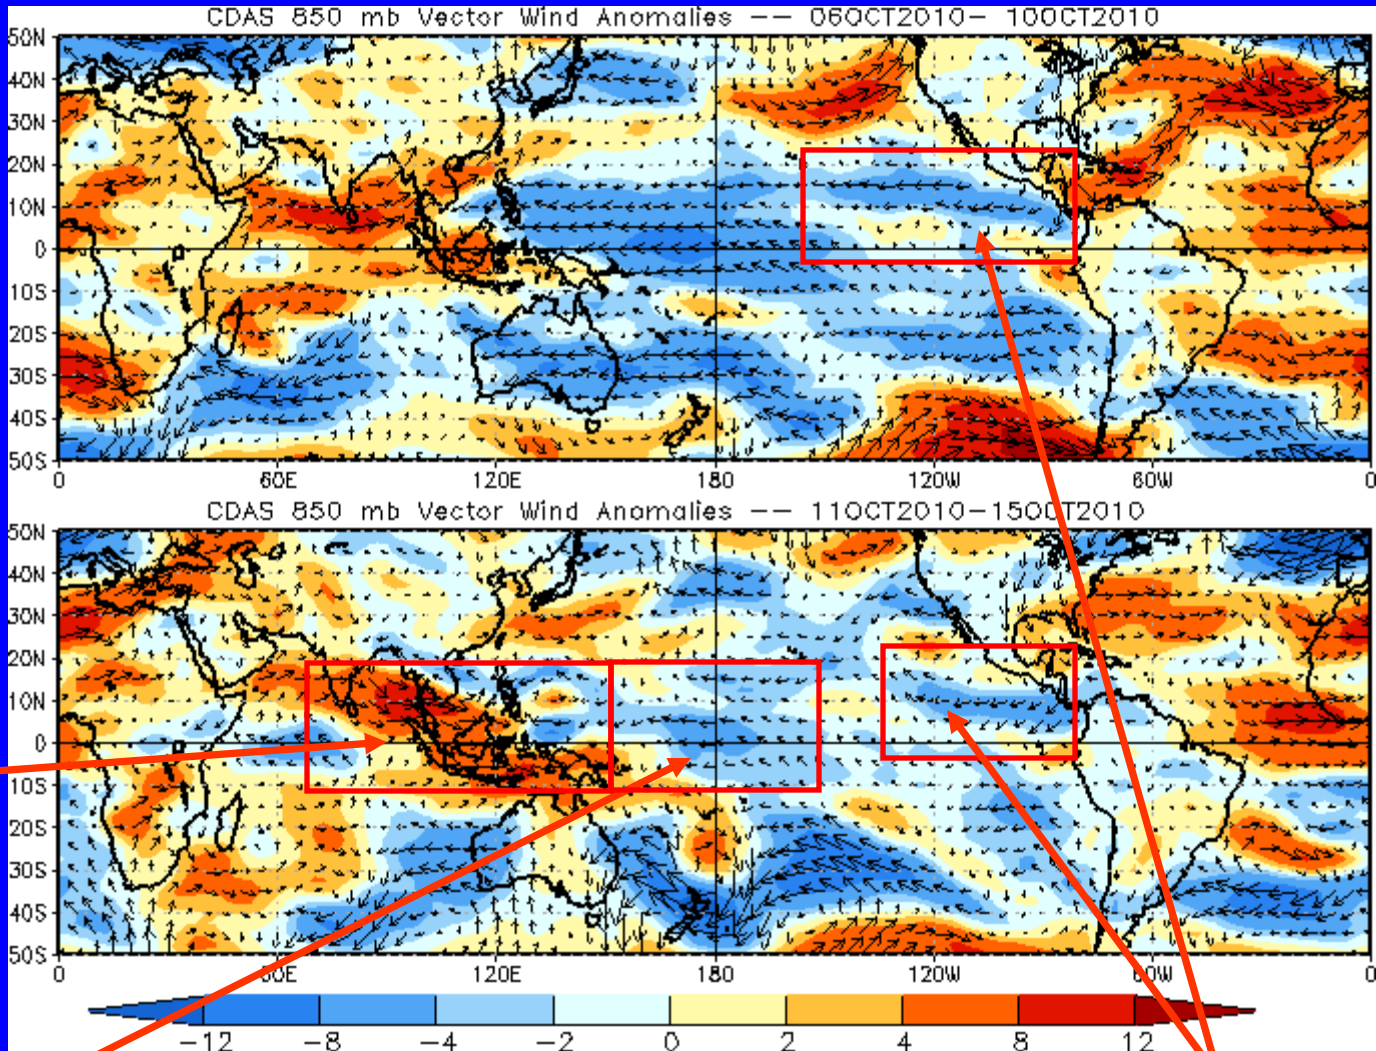 CDAS 850 mb Vector Wind Anomalies -- 06OCT2010- 10OCT2010
50N
40N
30N
20N
10N
0
10S
20S
30S
40S
50S
0 60E 120E 180 120W 60W 0
CDAS 850 mb Vector Wind Anomalies -- 11OCT2010-15OCT2010
50N
40N
30N
20N
10N
0
10S
20S
30S
40S
50S
0 60E 120E 180 120W 60W 0
-12 -8 -4 -2 0 2 4 8 12